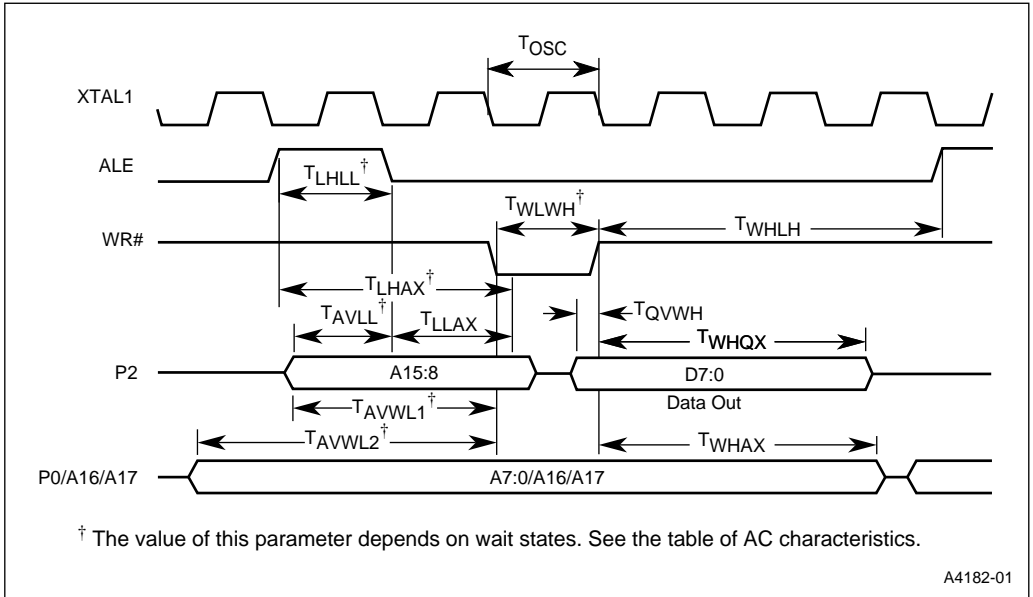 TOSC
XTAL1
ALE
TLHLL†
TWLWH†
WR#
TWHLH
TLHAX†
TAVLL†
TLLAX
TQVWH
TWHQX
P2
A15:8
D7:0
Data Out
TAVWL1†
TAVWL2†
TWHAX
P0/A16/A17
A7:0/A16/A17
† The value of this parameter depends on wait states. See the table of AC characteristics.
A4182-01